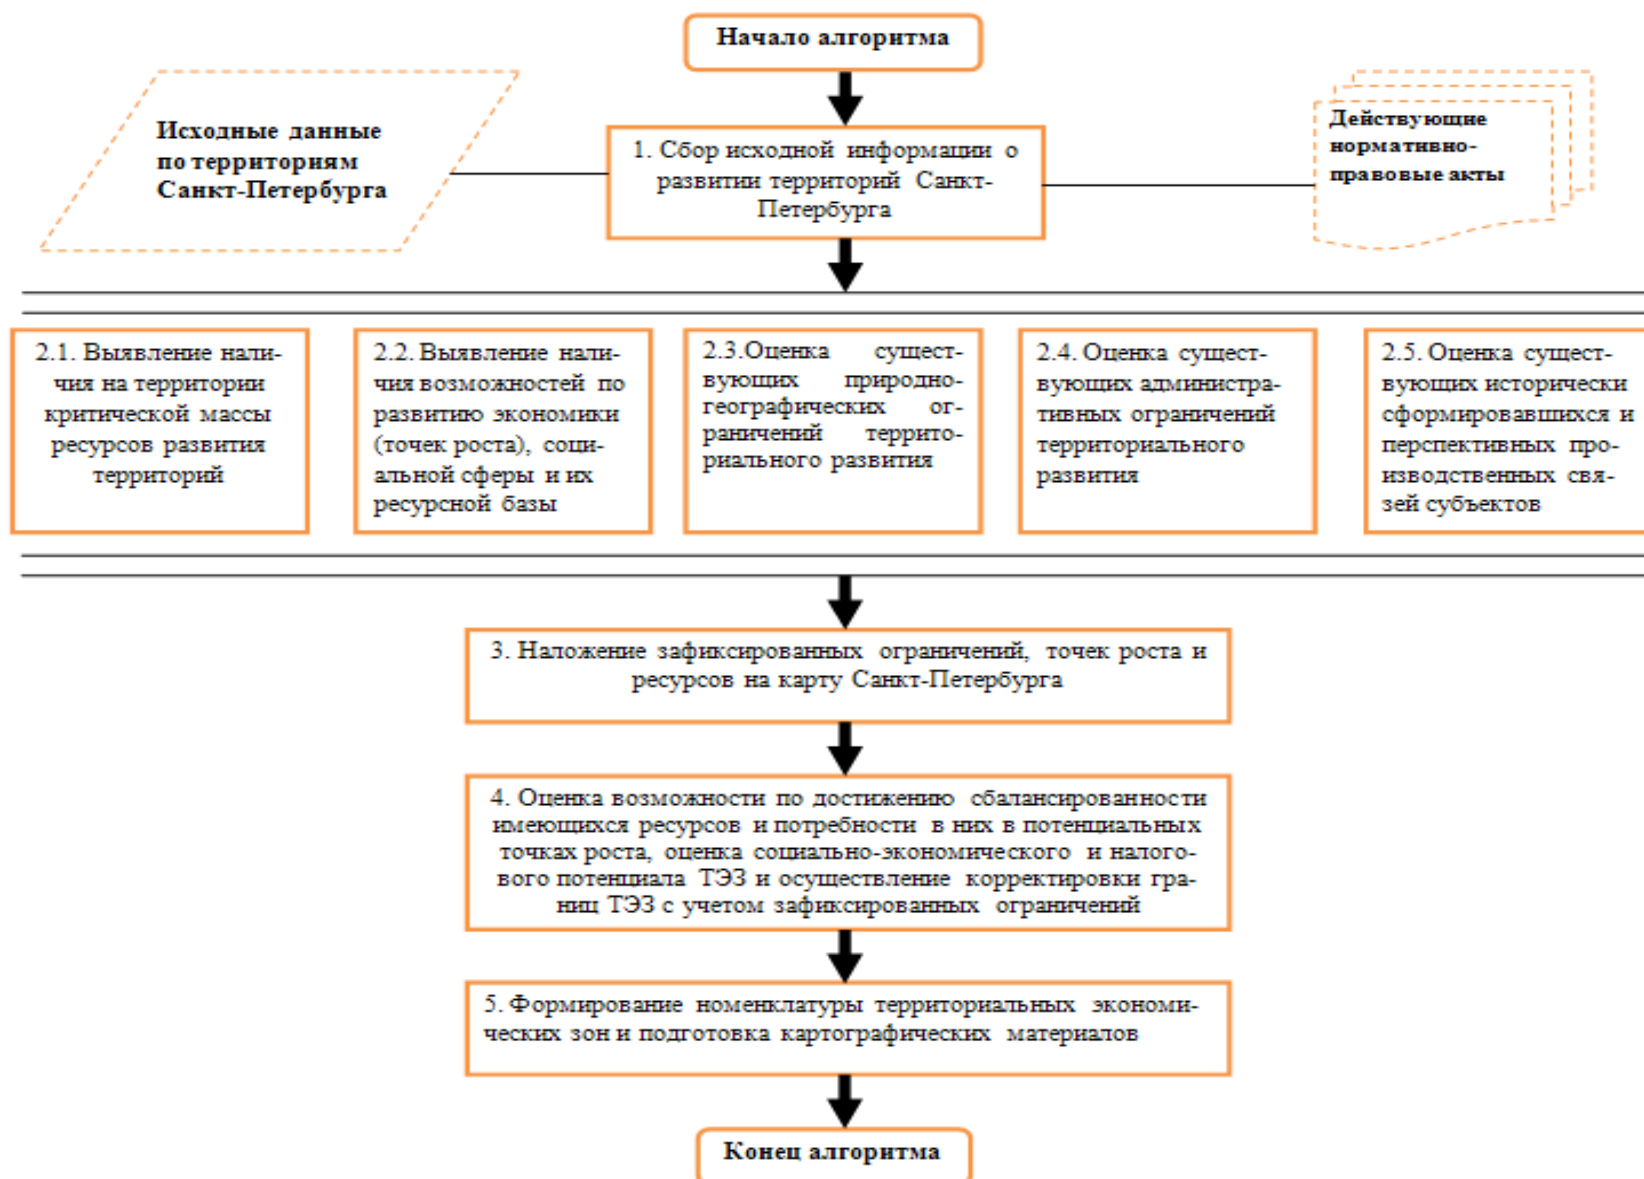 Начало алгоритма
Исходные данные
по территориям
Санкт-Петербурга
1. Сбор исходной информации о
развитии территорий Санкт-
Петербурга
Действующие
нормативно-
правовые акты
2.1. Выявление нали-
чия на территории
критической массы
ресурсов развития
территорий
2.2. Выявление нали-
чия возможностей по
развитию экономики
(точек роста), соци-
альной сферы и их
ресурсной базы
2.3.Оценка сущест-
вующих природно-
географических ог-
раничений террито-
риального развития
2.4. Оценка сущест-
вующих администра-
тивных ограничений
территориального
развития
2.5. Оценка сущест-
вующих исторически
сформировавшихся и
перспективных про-
изводственных свя-
зей субъектов
3. Наложение зафиксированных ограничений, точек роста и
ресурсов на карту Санкт-Петербурга
4. Оценка возможности по достижению сбалансированности
имеющихся ресурсов и потребности в них в потенциальных
точках роста, оценка социально-экономического и налого-
вого потенциала ТЭЗ и осуществление корректировки гра-
ниц ТЭЗ с учетом зафиксированных ограничений
5. Формирование номенклатуры территориальных экономи-
ческих зон и подготовка картографических материалов
Конец алгоритма